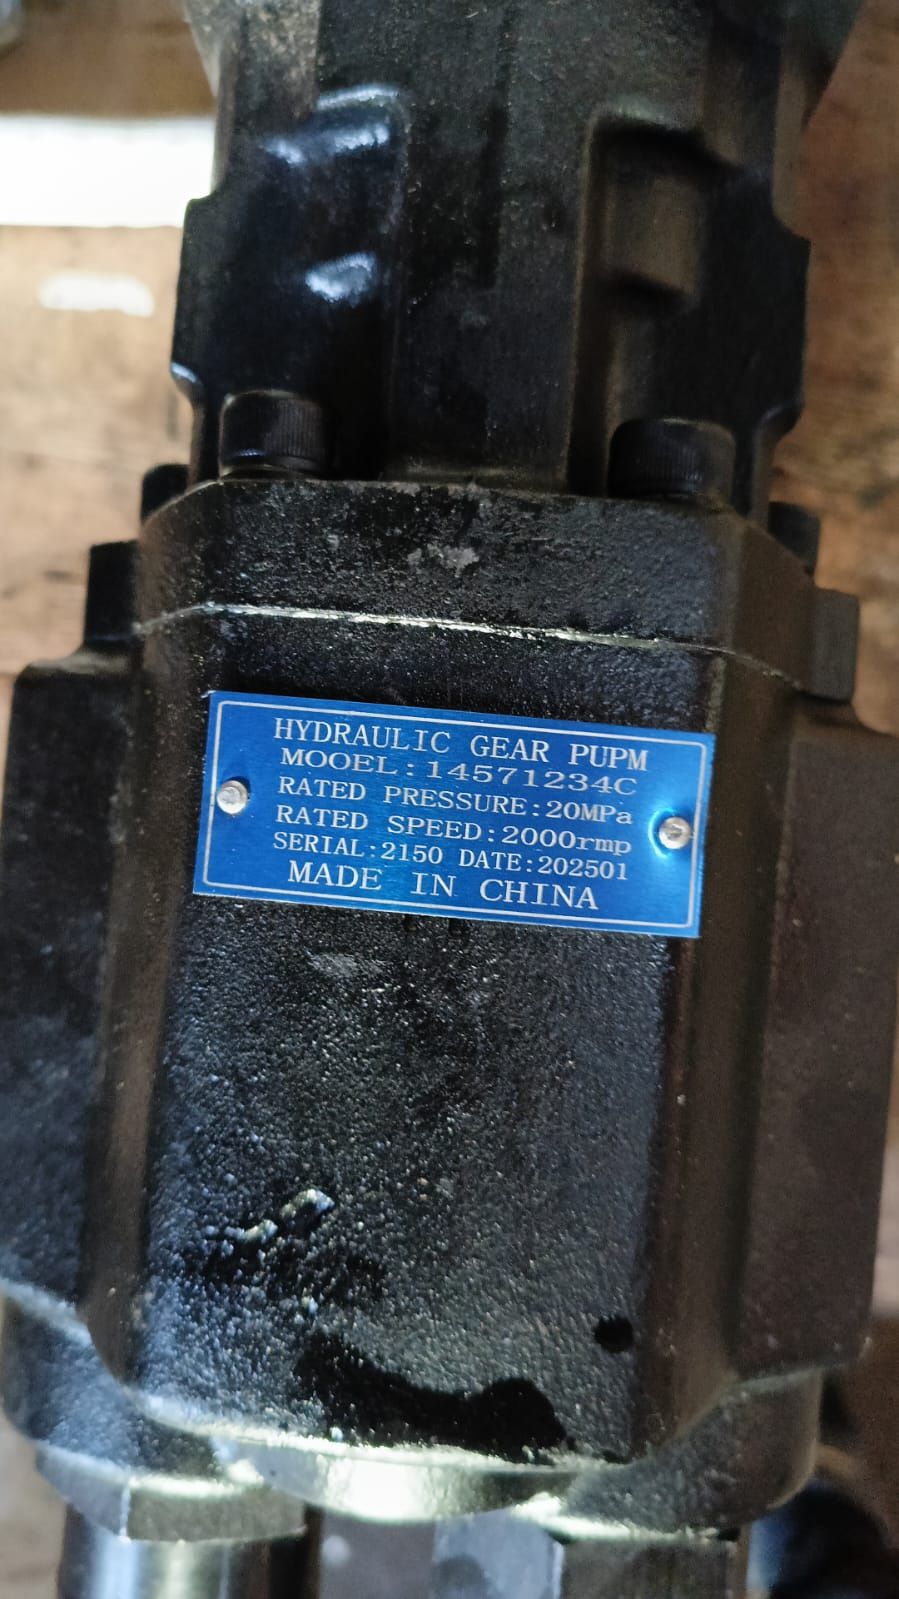 HYDRAULIC GEAR PUPM
MOOEL:14571234C
RATED PRESSURE:20MPa
RATED SPEED:2000rmp
SERIAL:2150 DATE:202501
MADE IN CHINA